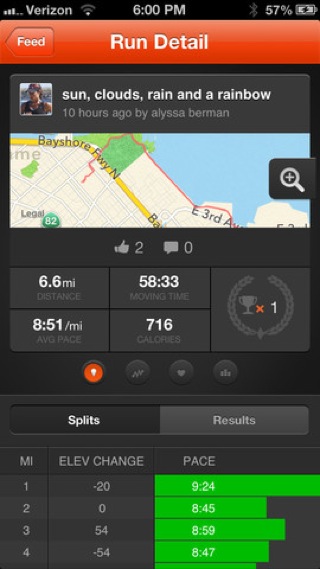 Verizon 6:00 PM 57%
Feed Run Detail
sun, clouds, rain and a rainbow
10 hours ago by alyssa berman
Bayshore Fwy N
Legal
82
E 3rd Av
Ba
2 0
6.6mi 58:33
DISTANCE MOVING TIME
x 1
8:51/mi 716
AVG PACE CALORIES
Splits Results
MI ELEV CHANGE PACE
1 -20 9:24
2 0 8:45
3 54 8:59
4 -54 8:47